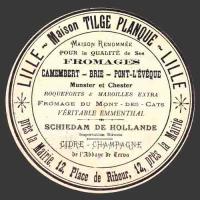 LILLE - Maison TILGE PLANQUE - LILLE
MAISON RENOMMÉE
POUR LA QUALITÉ DE SES
FROMAGES
CAMEMBERT - BRIE - PONT-L'ÉVÊQUE
Munster et Chester
ROQUEFORTS & MAROILLES EXTRA
FROMAGE DU MONT-DES-CATS
VÉRITABLE EMMENTHAL
SCHIEDAM DE HOLLANDE
Importation Directe
CIDRE-CHAMPAGNE
de l'Abbaye de
près la Mairie 12, Place de Rihour, 12, près la Mairie